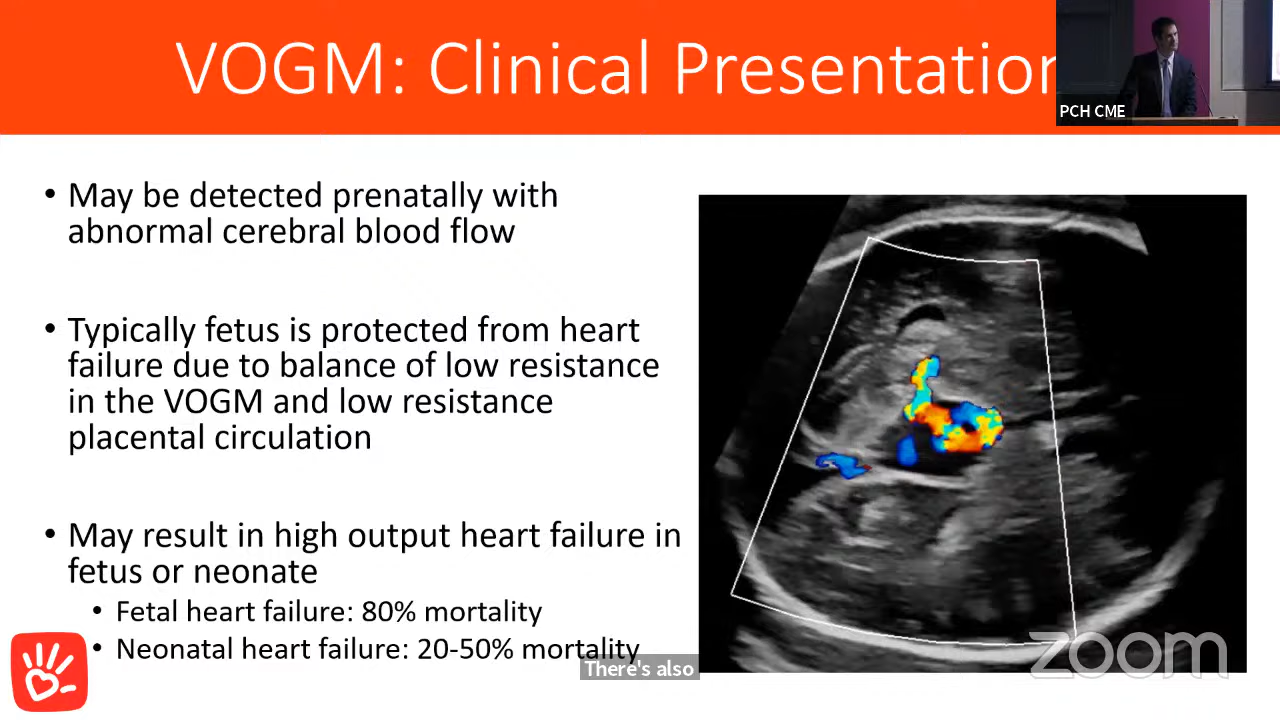 VOGM: Clinical Presentation
PCH CME
• May be detected prenatally with
abnormal cerebral blood flow
• Typically fetus is protected from heart
failure due to balance of low resistance
in the VOGM and low resistance
placental circulation
• May result in high output heart failure in
fetus or neonate
• Fetal heart failure: 80% mortality
• Neonatal heart failure: 20-50% mortality
There's also
zoom